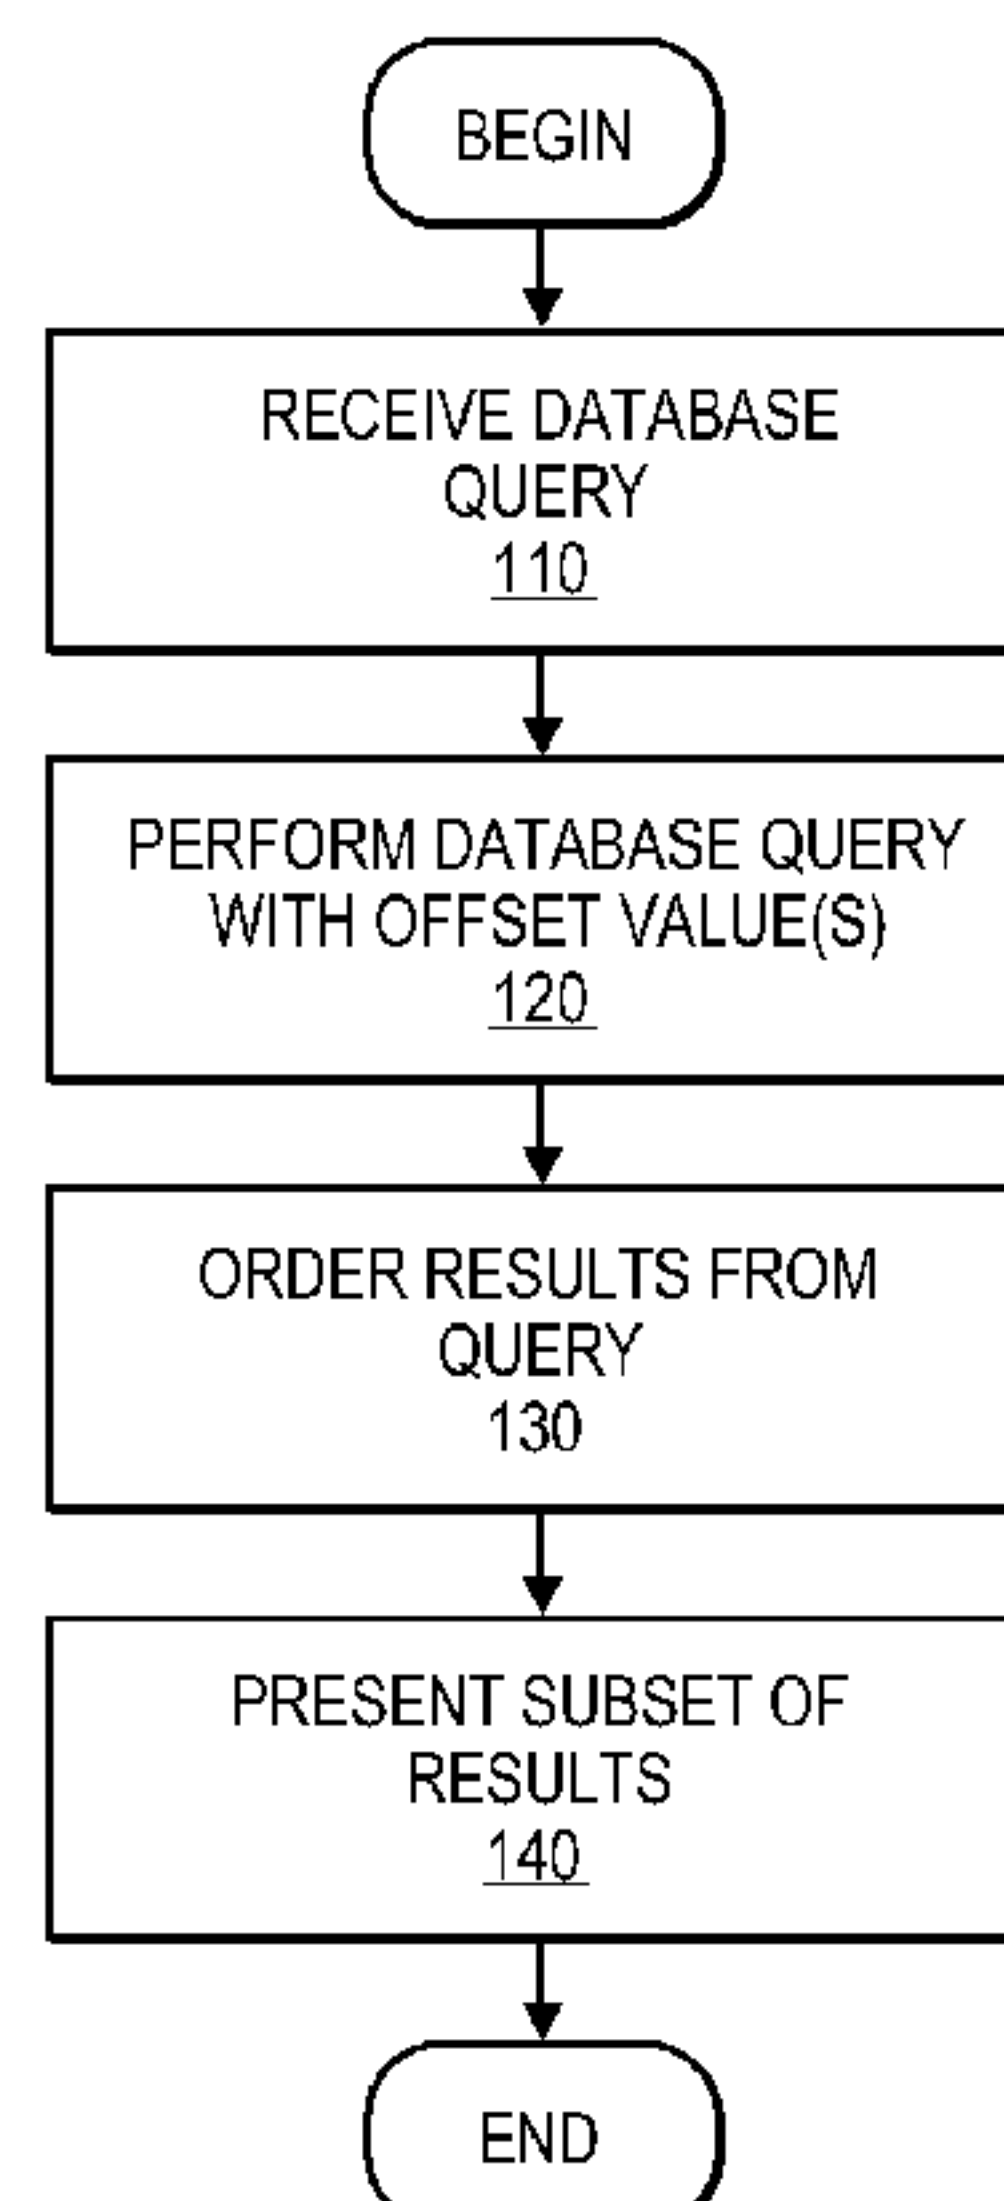 BEGIN
RECEIVE DATABASE
QUERY
110
PERFORM DATABASE QUERY
WITH OFFSET VALUE(S)
120
ORDER RESULTS FROM
QUERY
130
PRESENT SUBSET OF
RESULTS
140
END